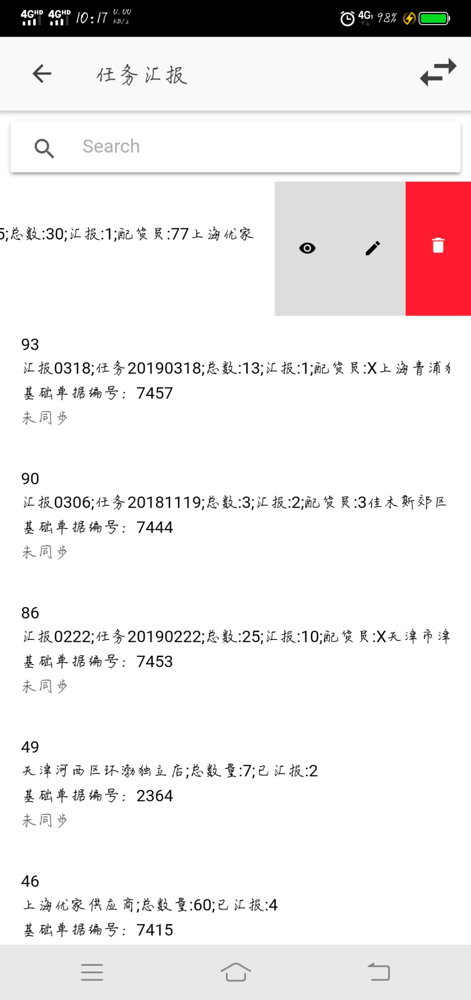 4GHD 4GHD 10:17 0.00 KB/s 4G 98%
任务汇报
Search
5;总数:30;汇报:1;配货员:77上海优家
93
汇报0318;任务20190318;总数:13;汇报:1;配货员:X上海青浦
基础单据编号：7457
未同步
90
汇报0306;任务20181119;总数:3;汇报:2;配货员:3佳木斯郊区
基础单据编号：7444
未同步
86
汇报0222;任务20190222;总数:25;汇报:10;配货员:X天津市津
基础单据编号：7453
未同步
49
天津河西区环渤独立店;总数量:7;已汇报:2
基础单据编号：2364
未同步
46
上海优家供应商;总数量:60;已汇报:4
基础单据编号：7415